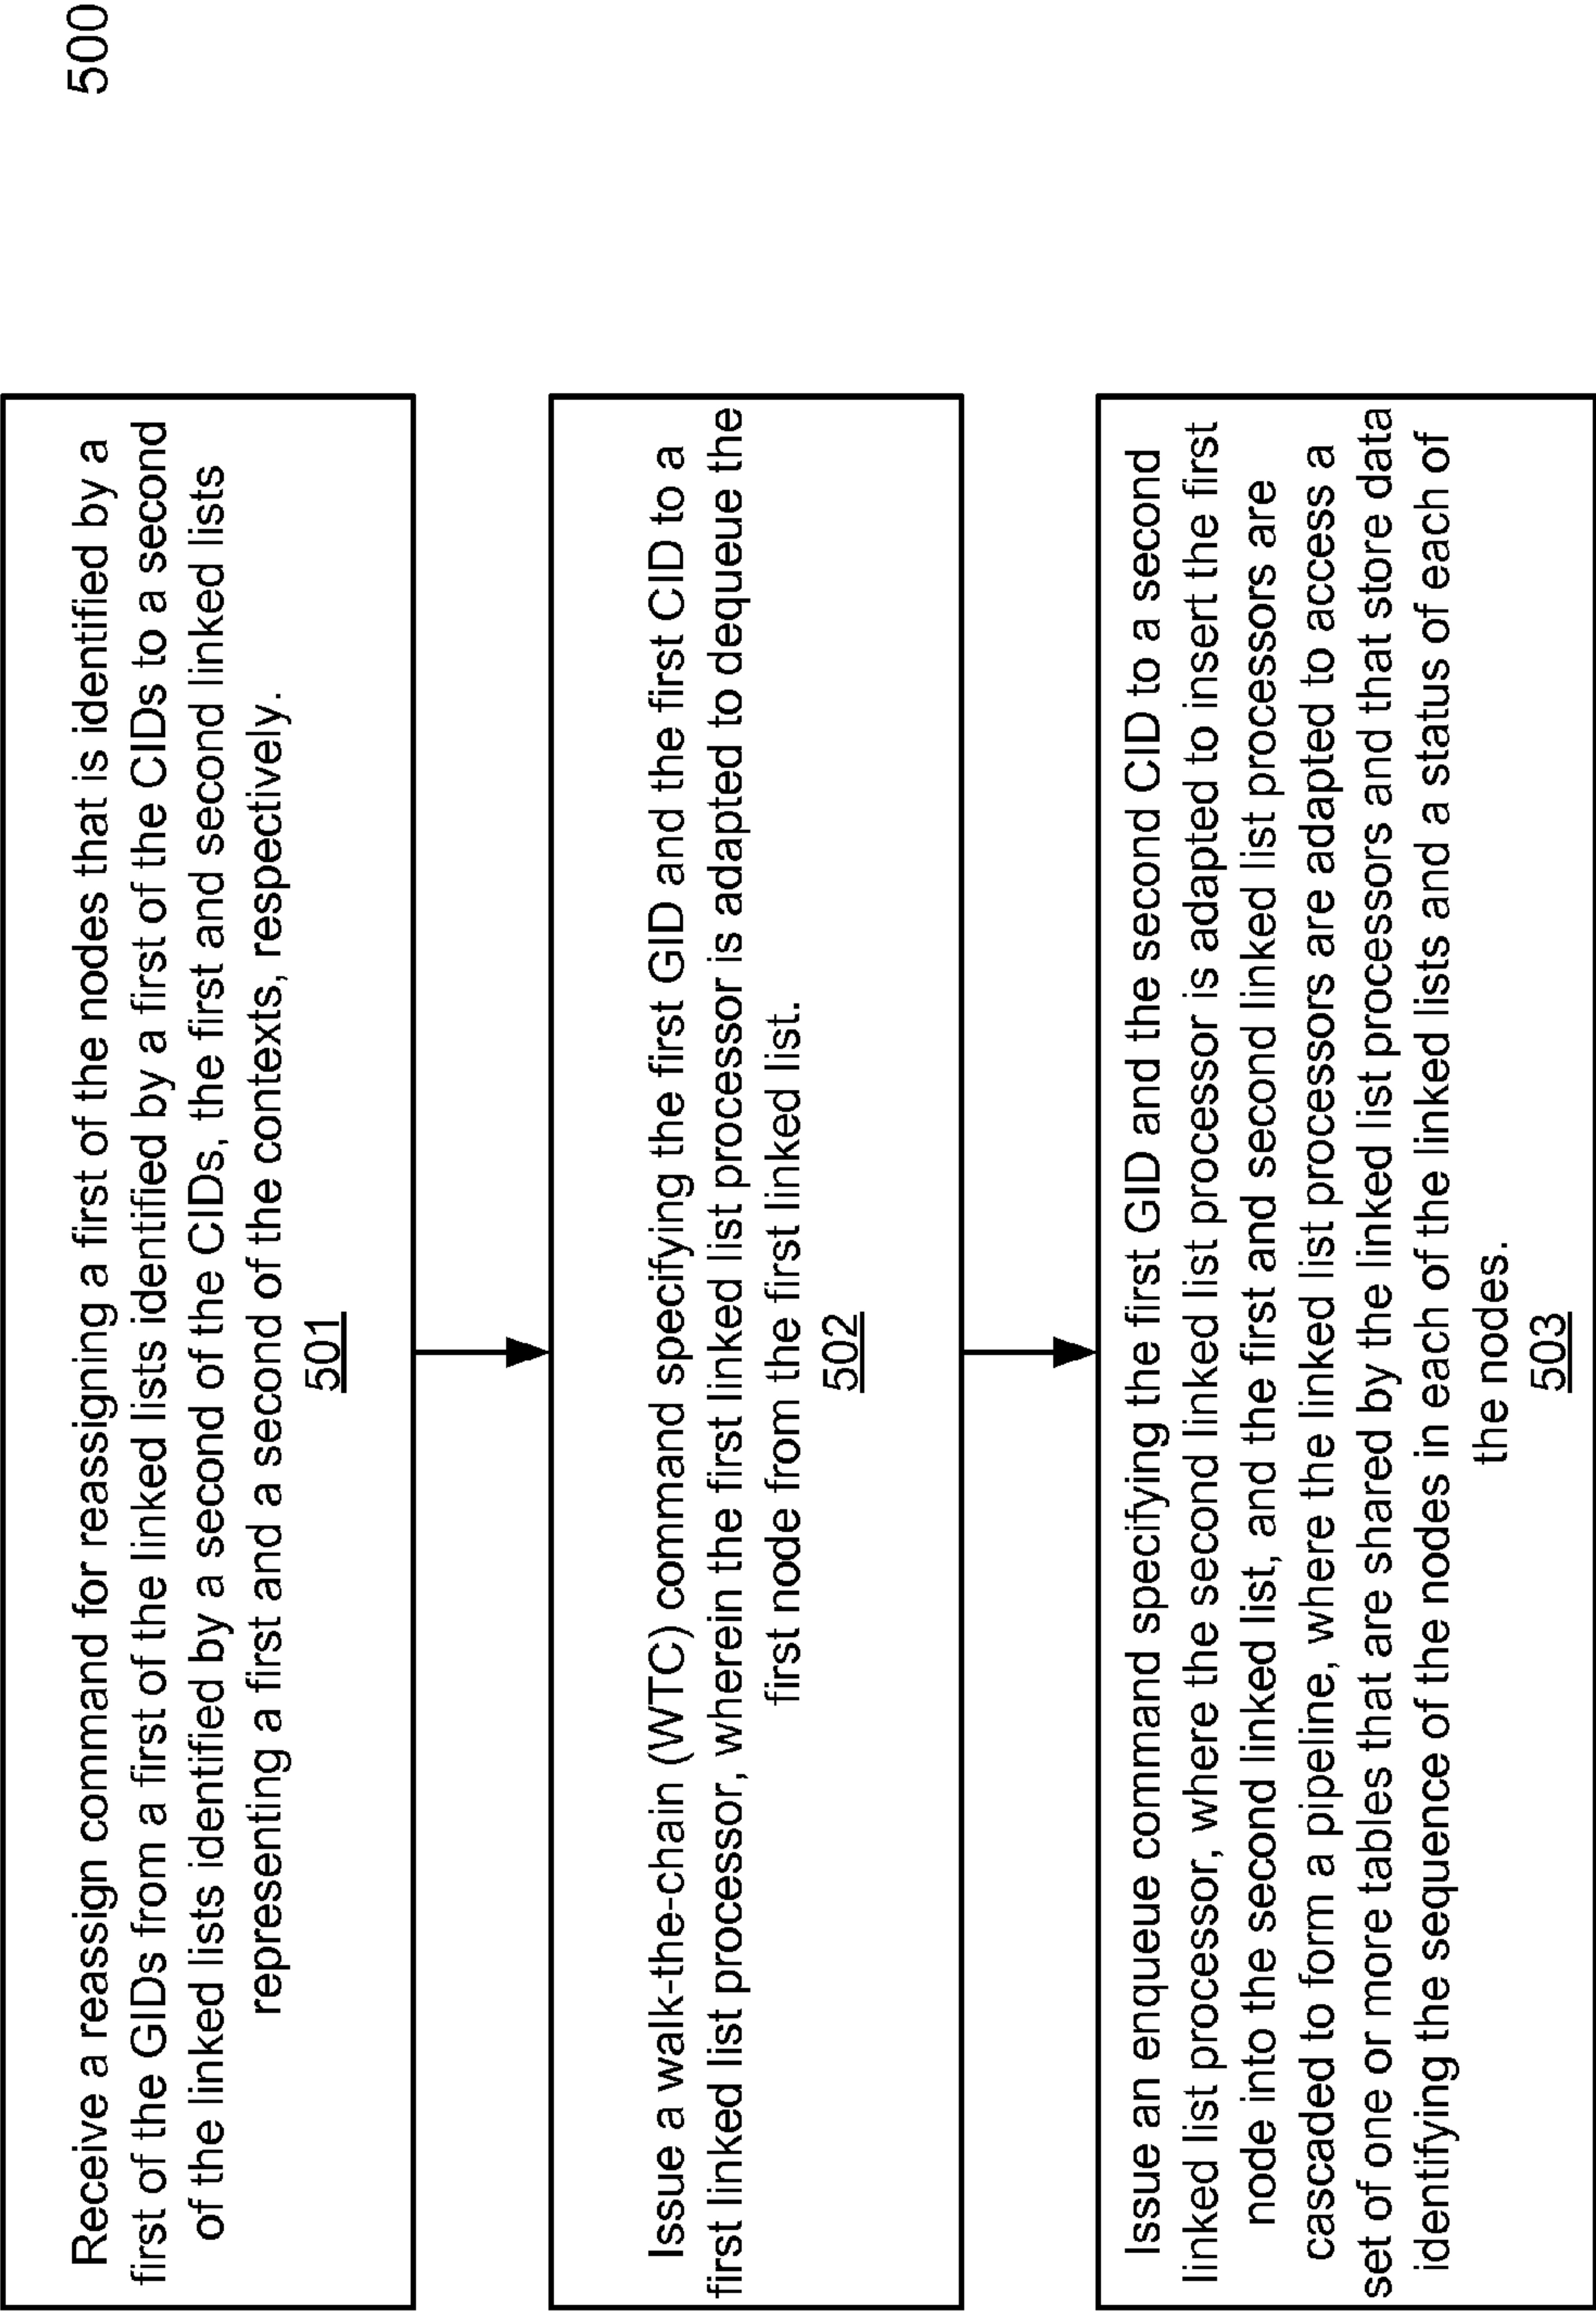 500
Receive a reassign command for reassigning a first of the nodes that is identified by a
first of the GIDs from a first of the linked lists identified by a first of the CIDs to a second
of the linked lists identified by a second of the CIDs, the first and second linked lists
representing a first and a second of the contexts, respectively.
501
Issue a walk-the-chain (WTC) command specifying the first GID and the first CID to a
first linked list processor, wherein the first linked list processor is adapted to dequeue the
first node from the first linked list.
502
Issue an enqueue command specifying the first GID and the second CID to a second
linked list processor, where the second linked list processor is adapted to insert the first
node into the second linked list, and the first and second linked list processors are
cascaded to form a pipeline, where the linked list processors are adapted to access a
set of one or more tables that are shared by the linked list processors and that store data
identifying the sequence of the nodes in each of the linked lists and a status of each of
the nodes.
503